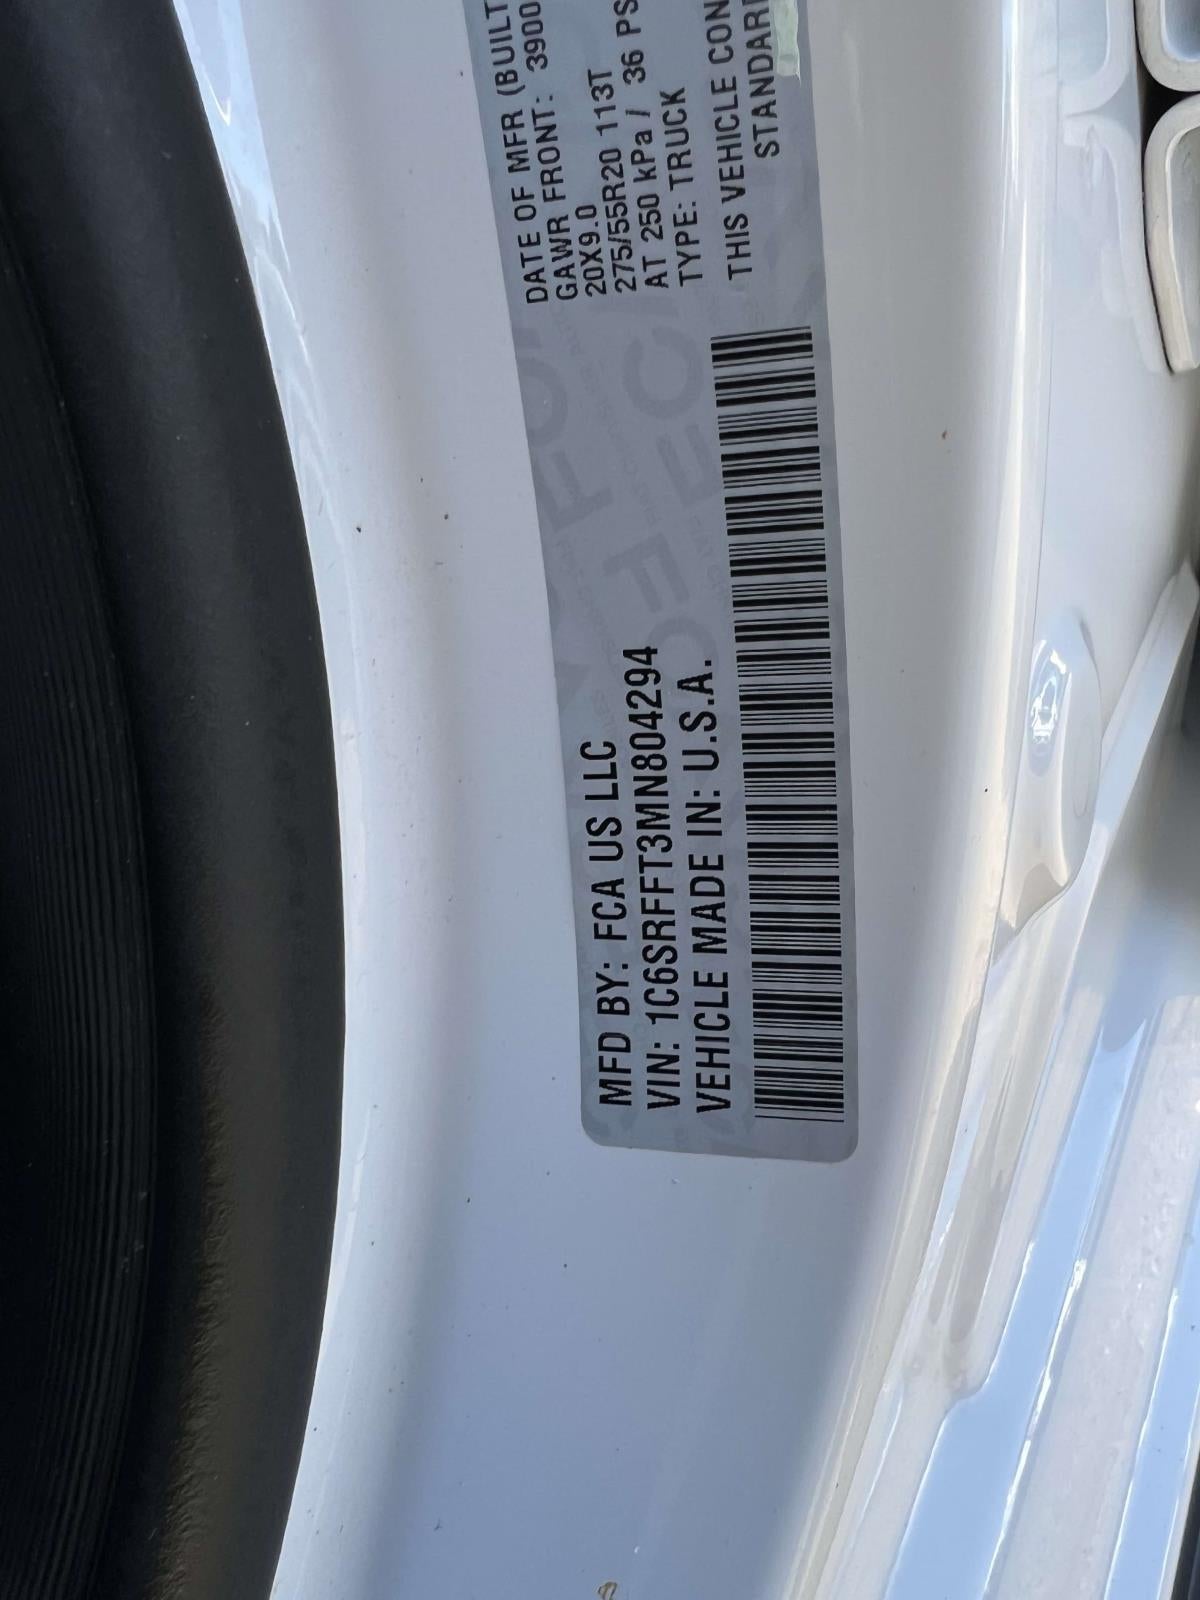 MFD BY: FCA US LLC
VIN: 1C6SRFFT3MN804294
VEHICLE MADE IN: U.S.A.
DATE OF MFR (BUILT
GAWR FRONT: 3900
20X9.0
275/55R20 113T
AT 250 kPa / 36 PS
TYPE: TRUCK
THIS VEHICLE CON
STANDAR